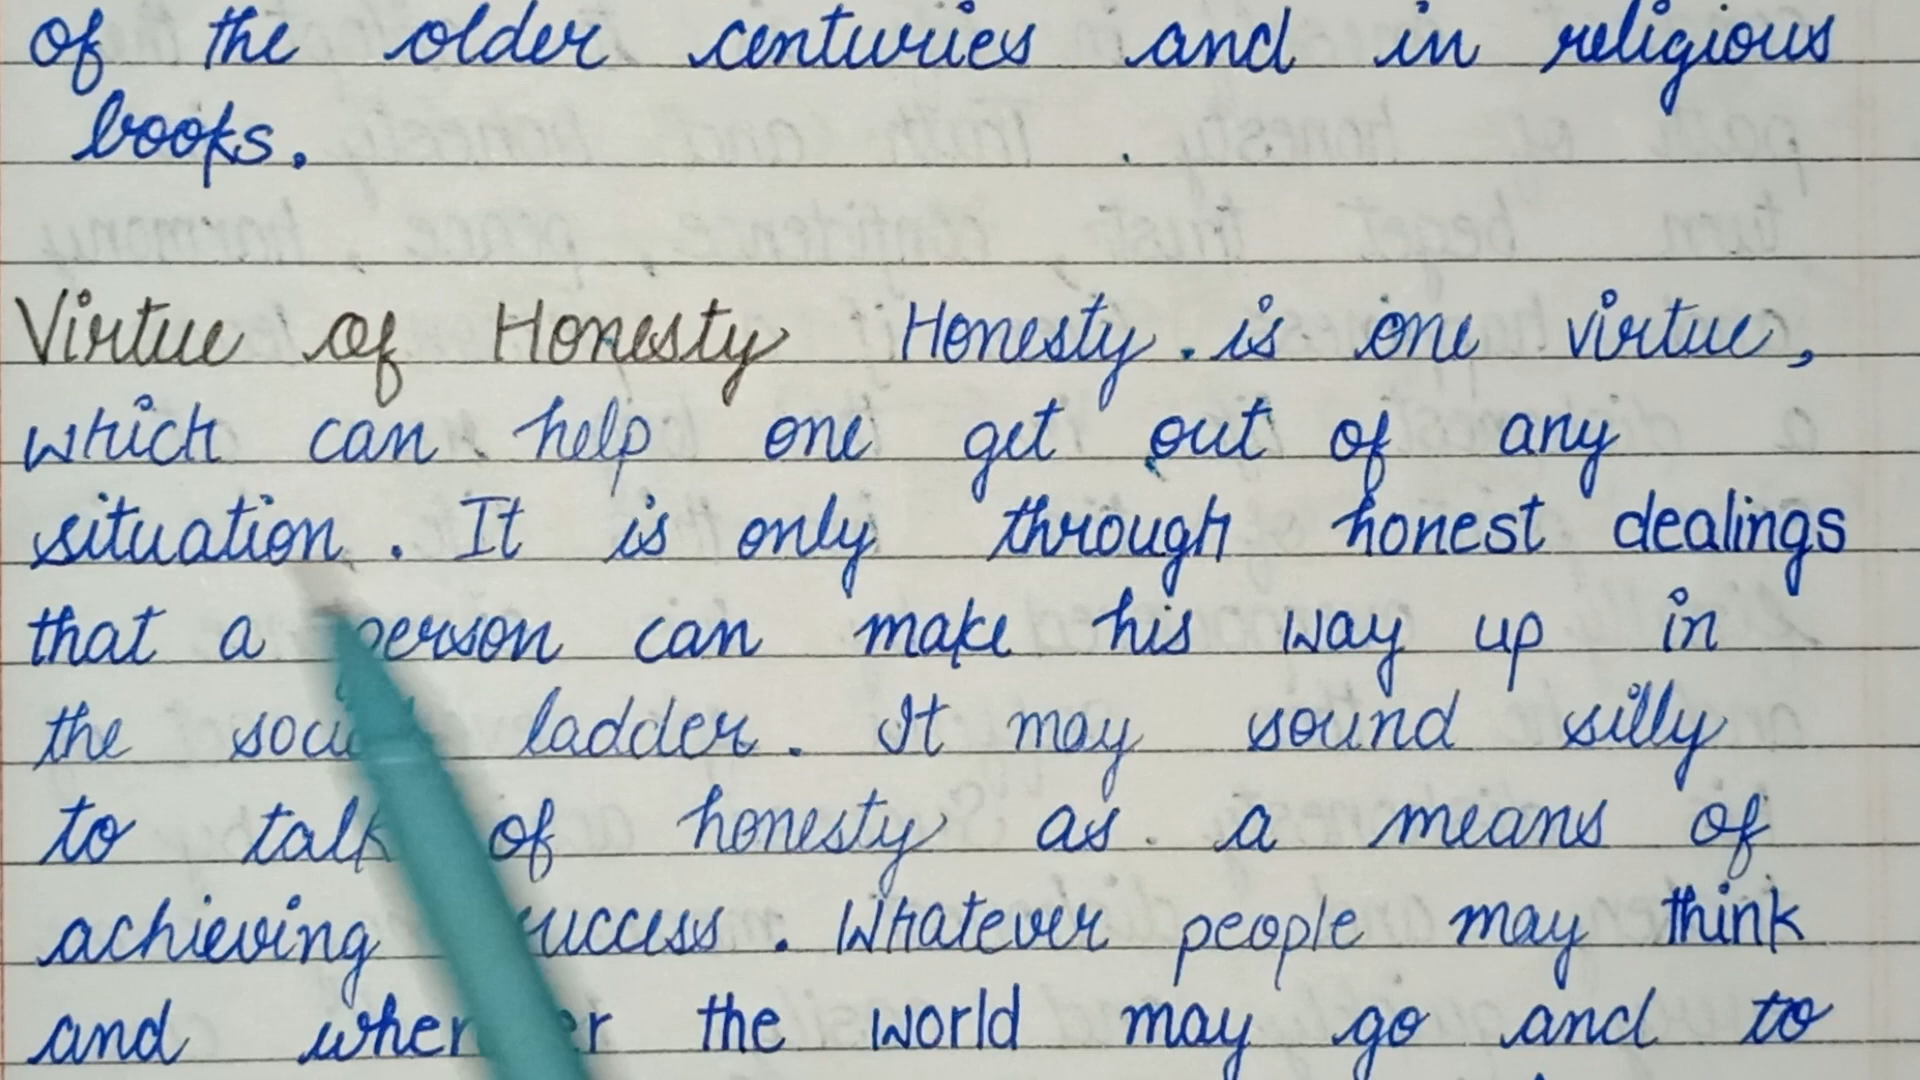 of the older centuries and in religious
books.
Virtue of Honesty Honesty. is one virtue,
which can help one get out of any
situation. It is only through honest dealings
that a person can make his way up in
the ladder. It may sound silly
to talk of honesty as a means of
achieving success. Whatever people may think
and the world may go and to